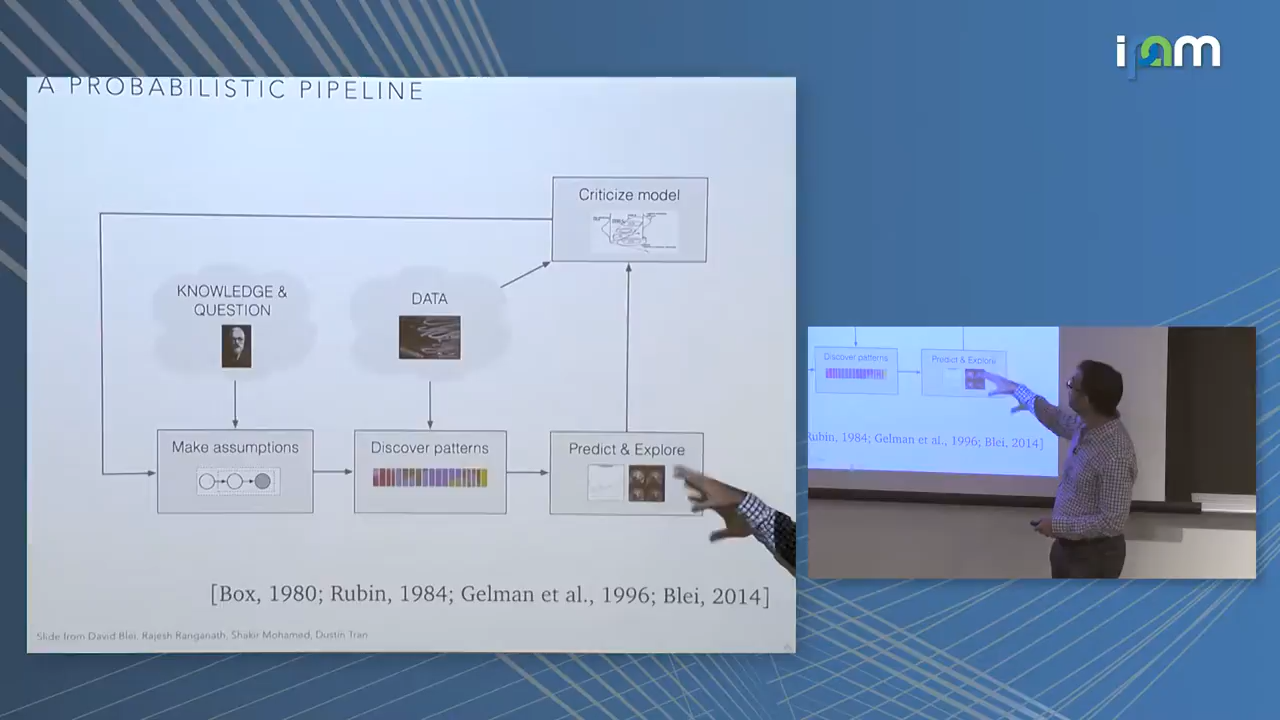 ipam
A PROBABILISTIC PIPELINE
Criticize model
KNOWLEDGE &
QUESTION
DATA
Make assumptions
Discover patterns
Predict & Explore
[Box, 1980; Rubin, 1984; Gelman et al., 1996; Blei, 2014]
Slide from David Blei, Rajesh Ranganath, Shakir Mohamed, Dustin Tran
Discover patterns
Predict & Explore
Rubin, 1984; Gelman et al., 1996; Blei, 2014]